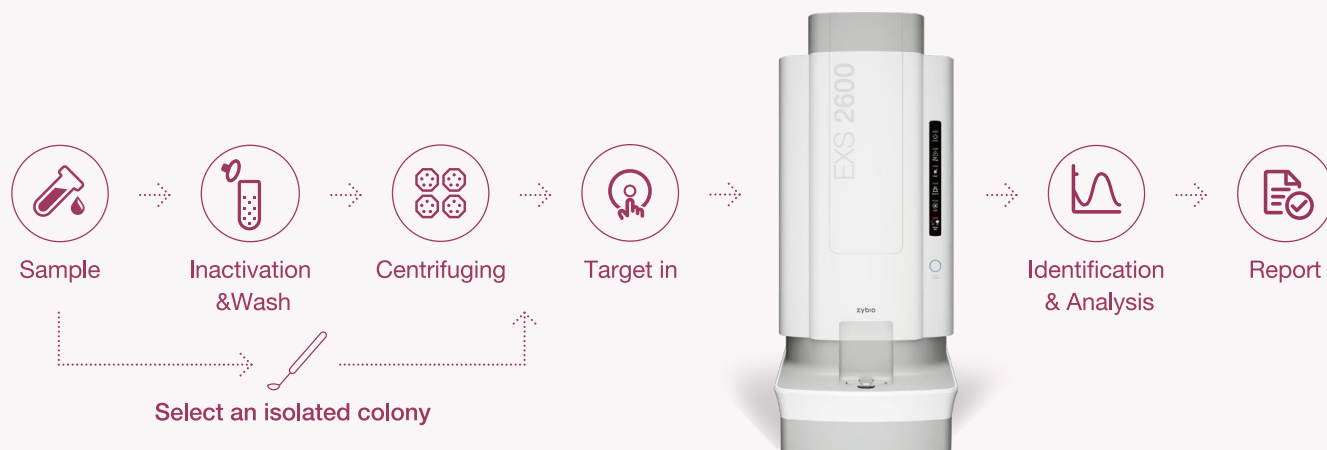 EXS 2600
zybio
Sample
Inactivation
&Wash
Centrifuging
Target in
Identification
& Analysis
Report
Select an isolated colony